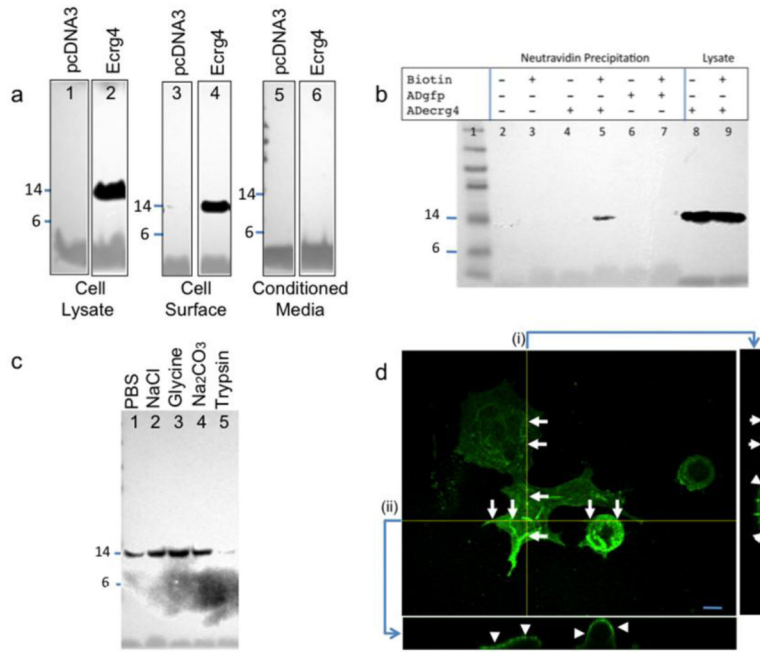 a
pcDNA3 Ecrg4 pcDNA3 Ecrg4 pcDNA3 Ecrg4
1 2 3 4 5 6
14 14 14
6 6 6
Cell Lysate
Cell Surface
Conditioned Media
b
Neutravidin Precipitation Lysate
Biotin - + - + - + - +
ADgfp - - - - + + - -
ADecrg4 - - + + - - + +
1 2 3 4 5 6 7 8 9
14
6
c
PBS NaCl Glycine Na2CO3 Trypsin
1 2 3 4 5
14
6
d
(i)
(ii)